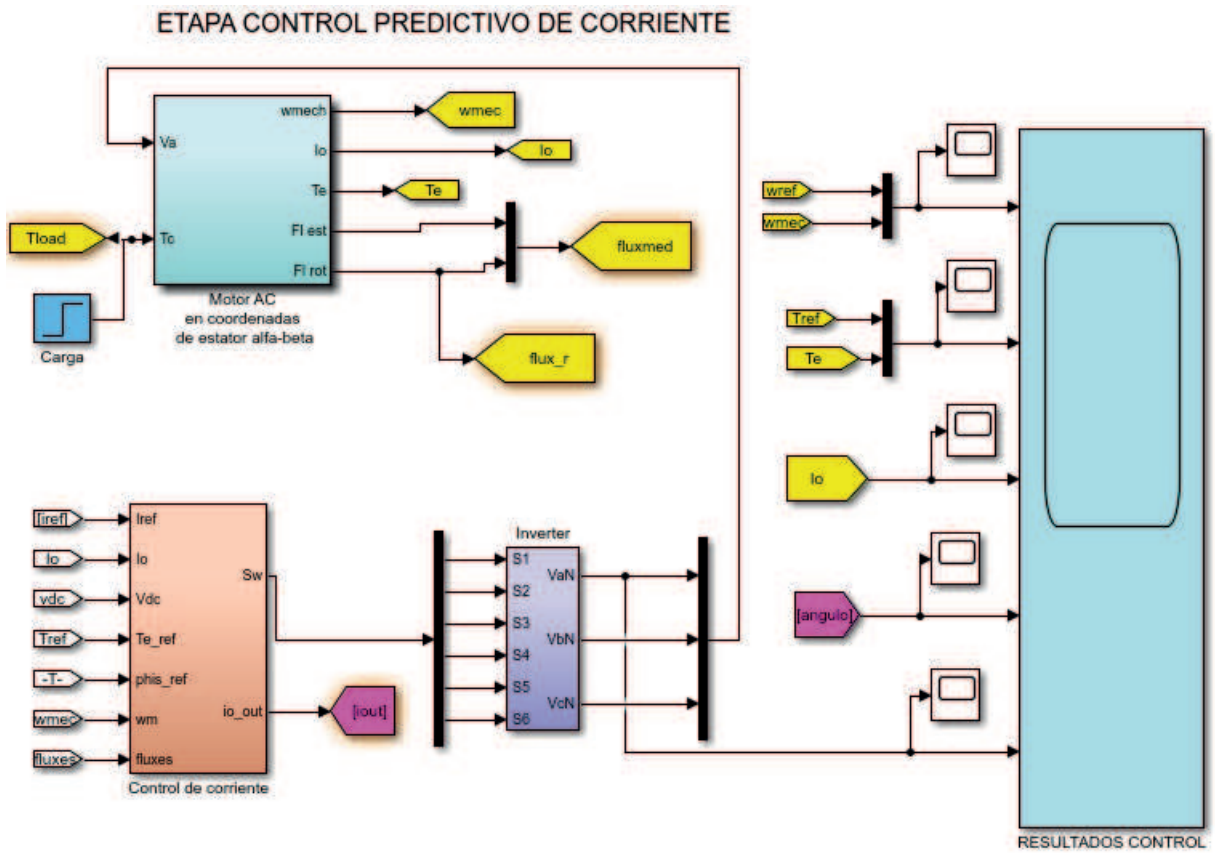 ETAPA CONTROL PREDICTIVO DE CORRIENTE
Va
Tc
wmech
Io
Te
Fl est
Fl rot
Motor AC
en coordenadas
de estator alfa-beta
wmec
Io
Te
fluxmed
flux_r
Tload
Carga
[iref]
Io
vdc
Tref
-T-
wmec
fluxes
Iref
Io
Vdc
Te_ref
phis_ref
wm
fluxes
Sw
io_out
Control de corriente
[iout]
Inverter
S1
S2
S3
S4
S5
S6
VaN
VbN
VcN
wref
wmec
Tref
Te
Io
[angulo]
RESULTADOS CONTROL